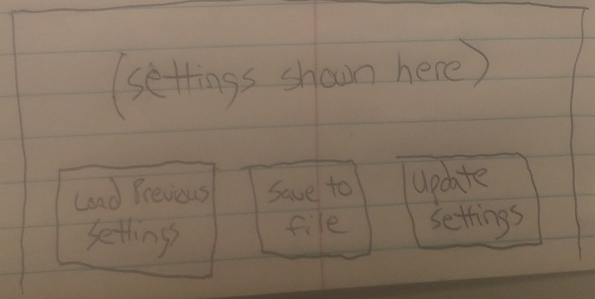 (settings shown here)
Load Previous
settings
Save to
file
update
settings